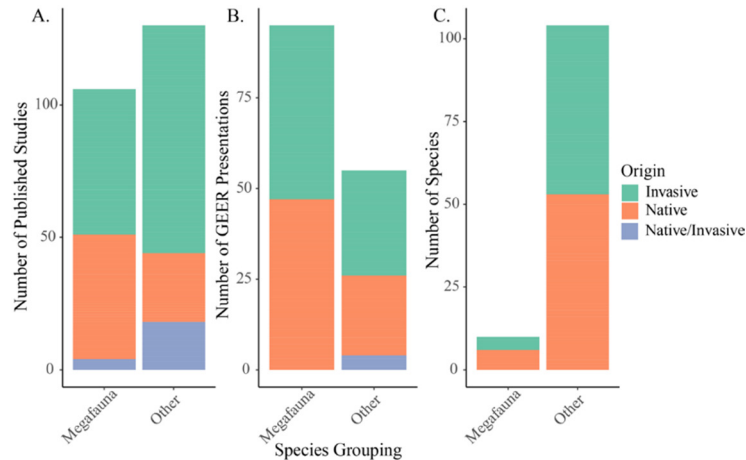 A.
B.
C.
Number of Published Studies
100
50
0
Megafauna
Other
Number of GEER Presentations
75
50
25
0
Megafauna
Other
Number of Species
100
75
50
25
0
Megafauna
Other
Species Grouping
Origin
Invasive
Native
Native/Invasive